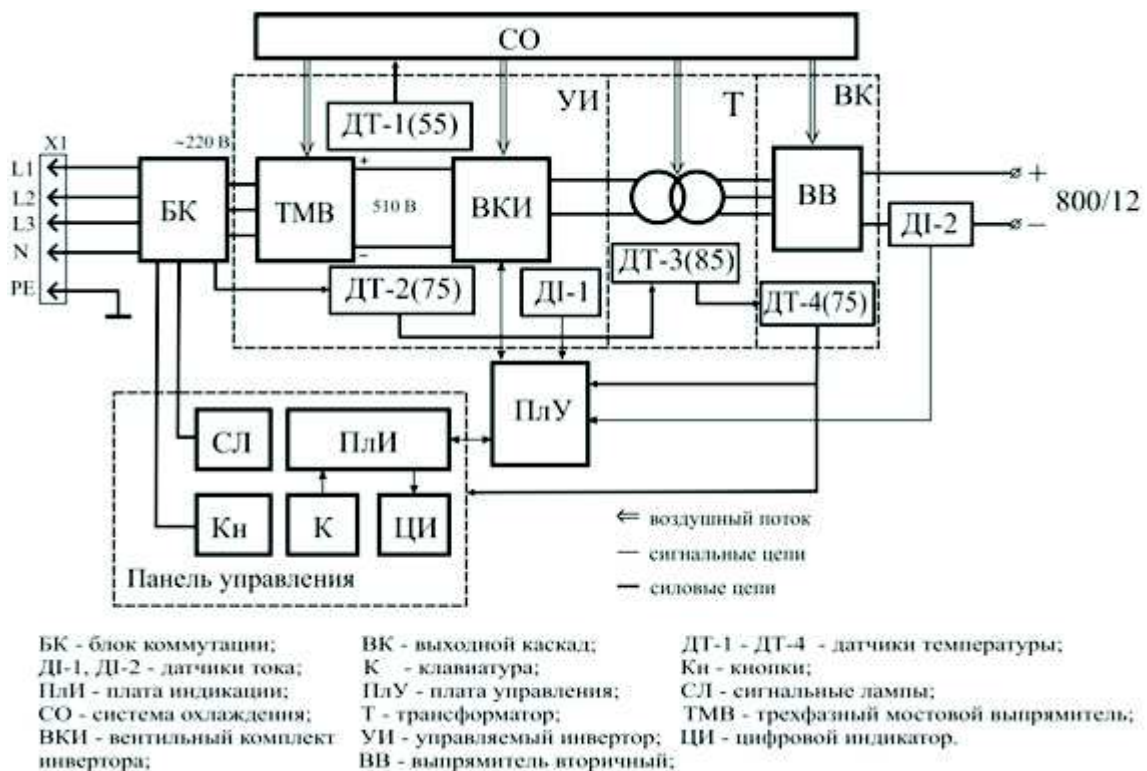 СО
УИ
Т
ВК
ДТ-1(55)
X1
~220 В
L1
L2
L3
N
PE
БК
ТМВ
+
510 В
–
ВКИ
ВВ
+
800/12
–
ДІ-2
ДТ-2(75)
ДІ-1
ДТ-3(85)
ДТ-4(75)
ПлУ
СЛ
ПлИ
Кн
К
ЦИ
Панель управления
воздушный поток
сигнальные цепи
силовые цепи
БК - блок коммутации;
ДІ-1, ДІ-2 - датчики тока;
ПлИ - плата индикации;
СО - система охлаждения;
ВКИ - вентильный комплект
инвертора;
ВК - выходной каскад;
К - клавиатура;
ПлУ - плата управления;
Т - трансформатор;
УИ - управляемый инвертор;
ВВ - выпрямитель вторичный;
ДТ-1 - ДТ-4 - датчики температуры;
Кн - кнопки;
СЛ - сигнальные лампы;
ТМВ - трехфазный мостовой выпрямитель;
ЦИ - цифровой индикатор.